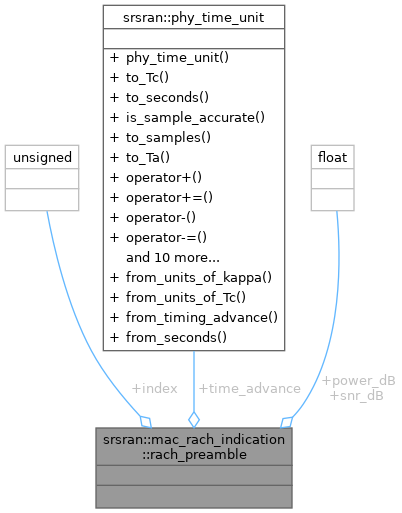 srsran::phy_time_unit
+ phy_time_unit()
+ to_Tc()
+ to_seconds()
+ is_sample_accurate()
+ to_samples()
+ to_Ta()
+ operator+()
+ operator+=()
+ operator-()
+ operator-=()
and 10 more...
+ from_units_of_kappa()
+ from_units_of_Tc()
+ from_timing_advance()
+ from_seconds()
unsigned
float
+index
+time_advance
+power_dB
+snr_dB
srsran::mac_rach_indication
::rach_preamble